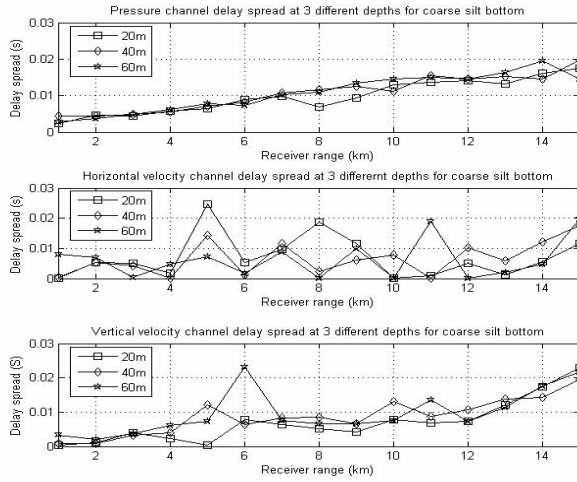 Pressure channel delay spread at 3 different depths for coarse silt bottom
0.03
0.02
0.01
0
Delay spread (s)
20m
40m
60m
2 4 6 8 10 12 14
Receiver range (km)
Horizontal velocity channel delay spread at 3 differernt depths for coarse silt bottom
0.03
0.02
0.01
0
Delay spread (s)
20m
40m
60m
2 4 6 8 10 12 14
Receiver range (km)
Vertical velocity channel delay spread at 3 different depths for coarse silt bottom
0.03
0.02
0.01
0
Delay spread (S)
20m
40m
60m
2 4 6 8 10 12 14
Receiver range (km)